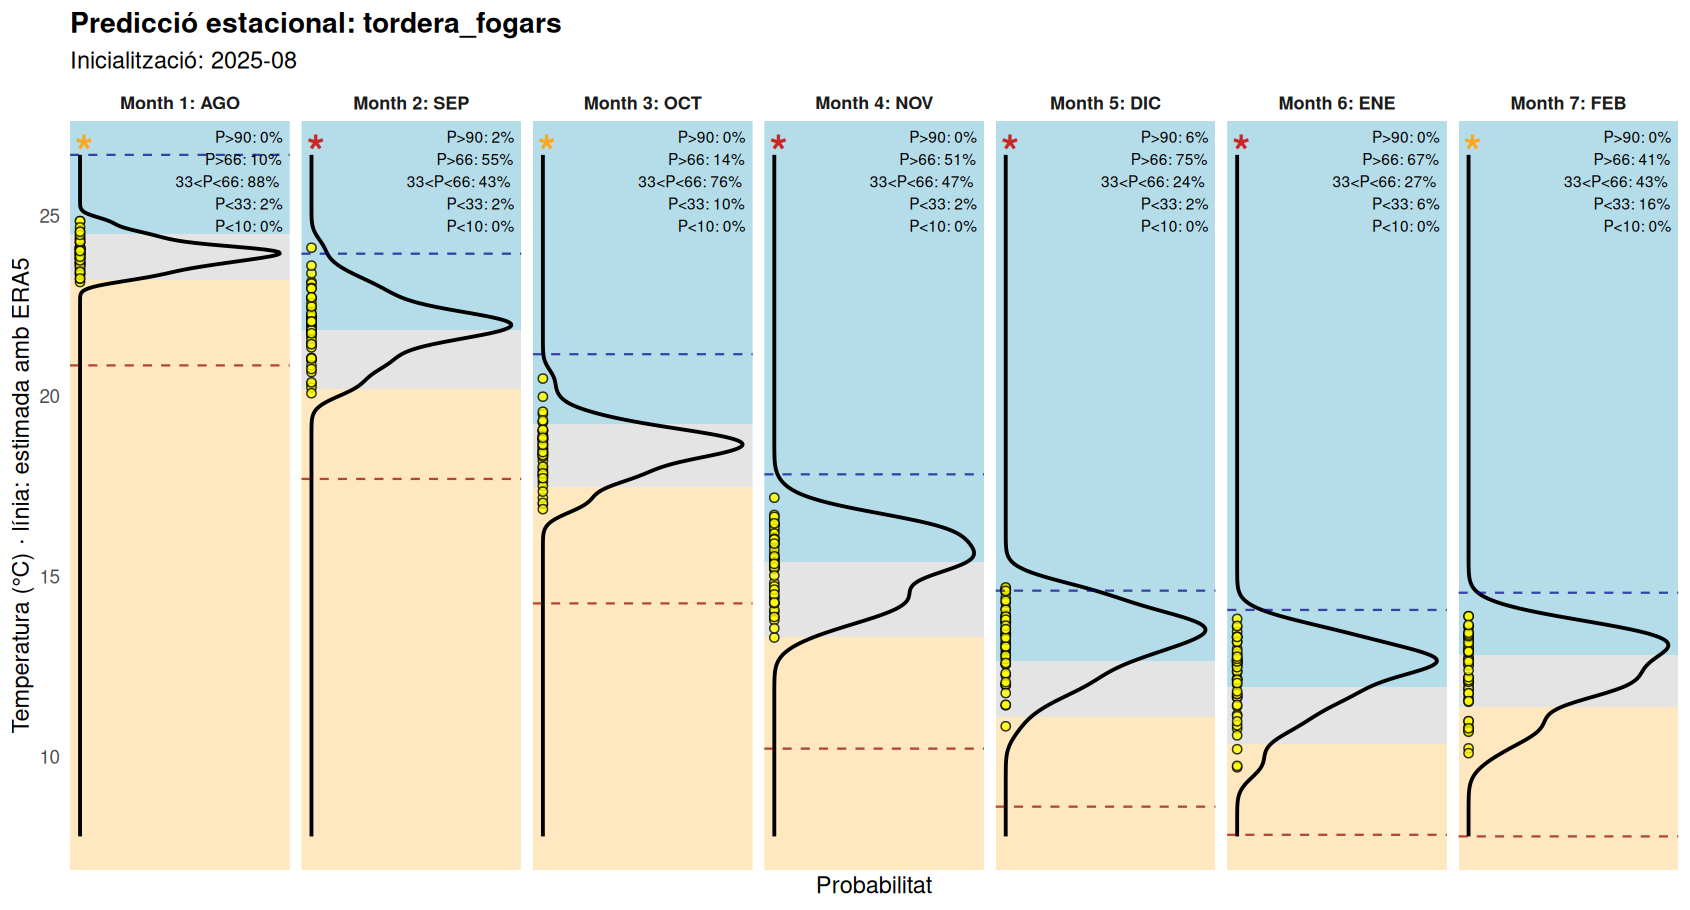 Predicció estacional: tordera_fogars
Inicialització: 2025-08
Month 1: AGO
P>90: 0%
P>66: 10%
33<P<66: 88%
P<33: 2%
P<10: 0%
Month 2: SEP
P>90: 2%
P>66: 55%
33<P<66: 43%
P<33: 2%
P<10: 0%
Month 3: OCT
P>90: 0%
P>66: 14%
33<P<66: 76%
P<33: 10%
P<10: 0%
Month 4: NOV
P>90: 0%
P>66: 51%
33<P<66: 47%
P<33: 2%
P<10: 0%
Month 5: DIC
P>90: 6%
P>66: 75%
33<P<66: 24%
P<33: 2%
P<10: 0%
Month 6: ENE
P>90: 0%
P>66: 67%
33<P<66: 27%
P<33: 6%
P<10: 0%
Month 7: FEB
P>90: 0%
P>66: 41%
33<P<66: 43%
P<33: 16%
P<10: 0%
Temperatura (°C) · línia: estimada amb ERA5
25
20
15
10
Probabilitat